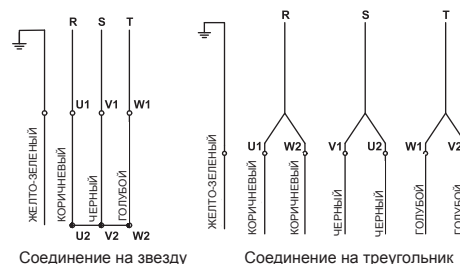 R S T
R S T
U1 V1 W1
U1 W2 V1 U2 W1 V2
ЖЕЛТО-ЗЕЛЕНЫЙ
КОРИЧНЕВЫЙ
ЧЕРНЫЙ
ГОЛУБОЙ
ЖЕЛТО-ЗЕЛЕНЫЙ
КОРИЧНЕВЫЙ
КОРИЧНЕВЫЙ
ЧЕРНЫЙ
ЧЕРНЫЙ
ГОЛУБОЙ
ГОЛУБОЙ
U2 V2 W2
Соединение на звезду
Соединение на треугольник